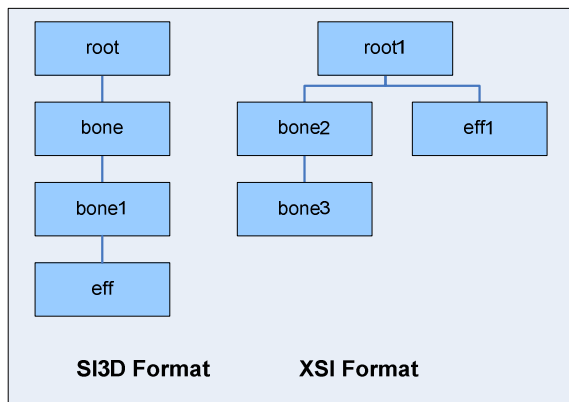 root
root1
bone
bone2
eff1
bone1
bone3
eff
SI3D Format
XSI Format